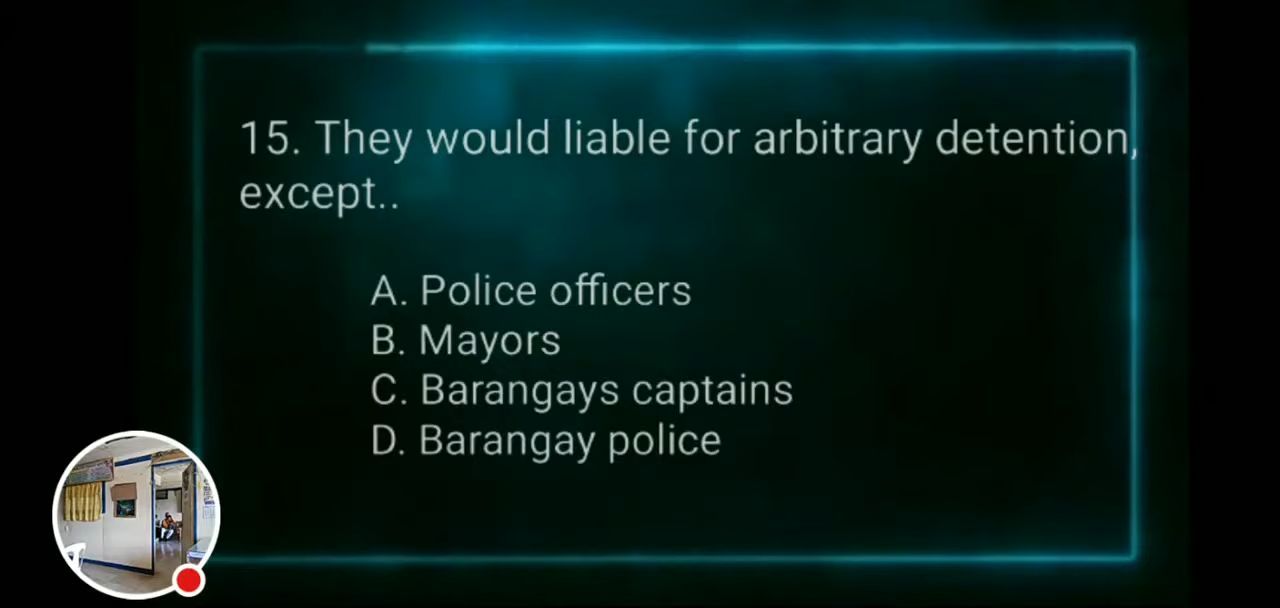 15. They would liable for arbitrary detention,
except..
A. Police officers
B. Mayors
C. Barangays captains
D. Barangay police